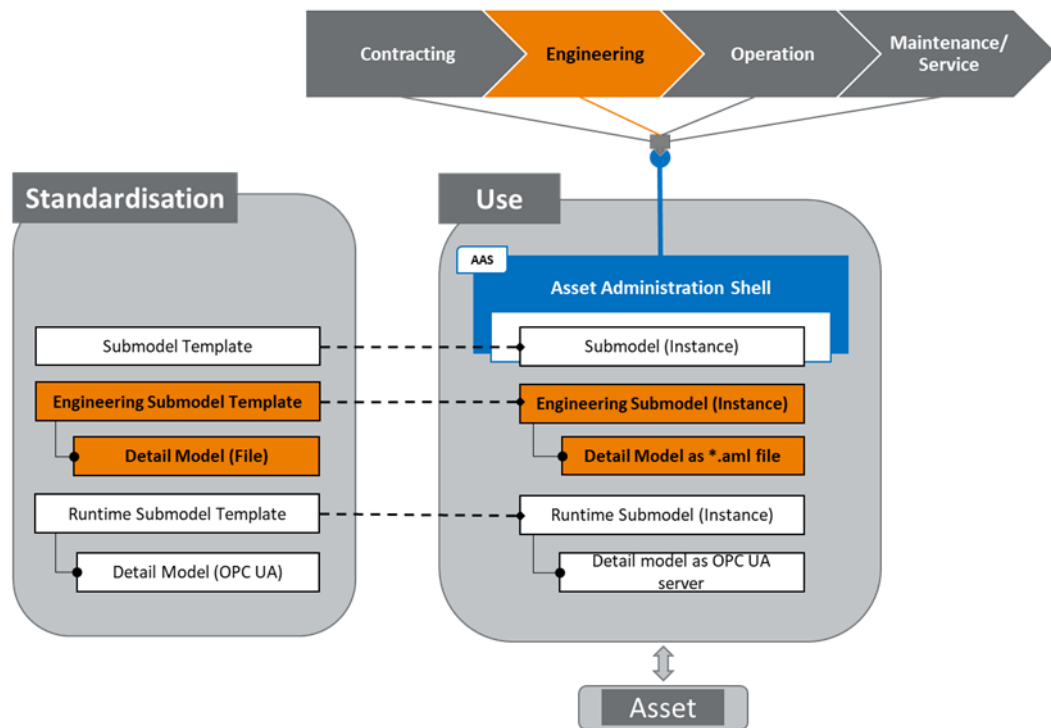 Contracting
Engineering
Operation
Maintenance/
Service
Standardisation
Use
AAS
Asset Administration Shell
Submodel Template
Submodel (Instance)
Engineering Submodel Template
Engineering Submodel (Instance)
Detail Model (File)
Detail Model as *.aml file
Runtime Submodel Template
Runtime Submodel (Instance)
Detail Model (OPC UA)
Detail model as OPC UA
server
Asset